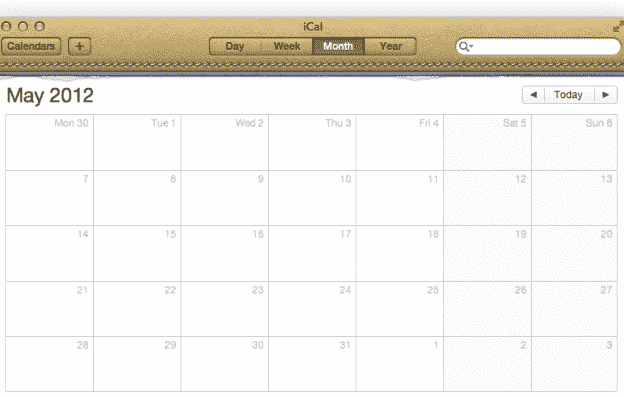 iCal
Calendars + Day Week Month Year
May 2012 Today
Mon 30 Tue 1 Wed 2 Thu 3 Fri 4 Sat 5 Sun 6
7 8 9 10 11 12 13
14 15 16 17 18 19 20
21 22 23 24 25 26 27
28 29 30 31 1 2 3